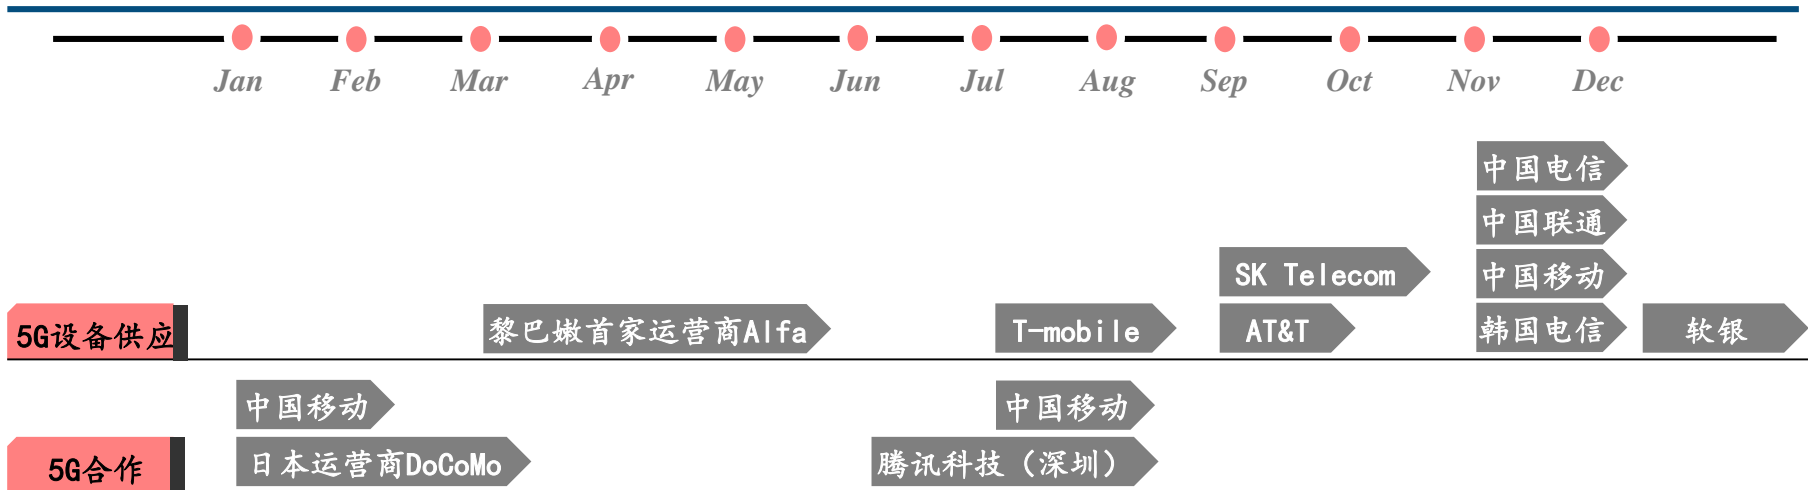 Jan Feb Mar Apr May Jun Jul Aug Sep Oct Nov Dec
中国电信
中国联通
SK Telecom 中国移动
5G设备供应 黎巴嫩首家运营商Alfa T-mobile AT&T 韩国电信 软银
中国移动 中国移动
5G合作 日本运营商DoCoMo 腾讯科技（深圳）